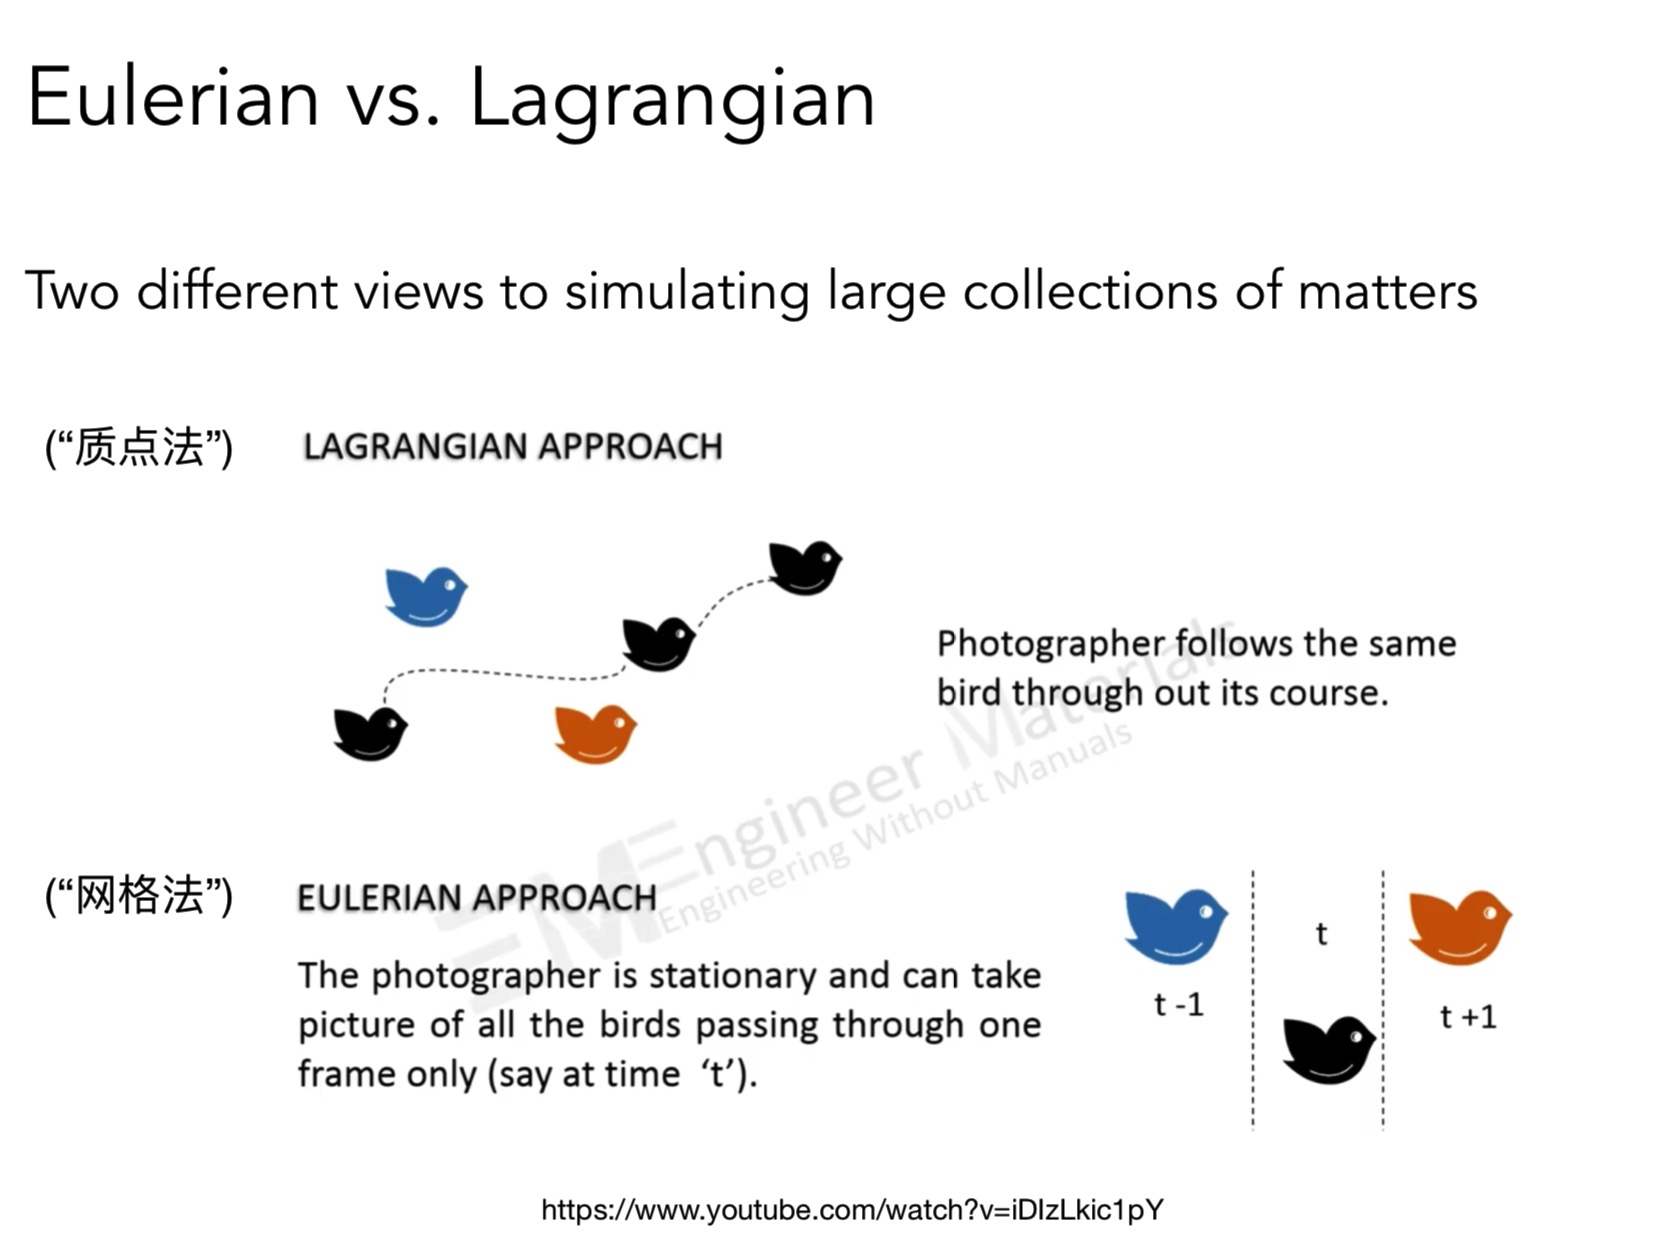 Eulerian vs. Lagrangian
Two different views to simulating large collections of matters
(“质点法”) LAGRANGIAN APPROACH
Photographer follows the same
bird through out its course.
Engineer Materials
Engineering Without Manuals
EM
(“网格法”) EULERIAN APPROACH
The photographer is stationary and can take
picture of all the birds passing through one
frame only (say at time ‘t’).
t -1
t
t +1
https://www.youtube.com/watch?v=iDIzLkic1pY